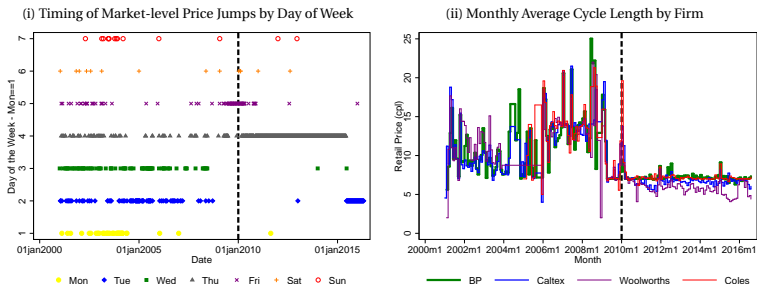 (i) Timing of Market-level Price Jumps by Day of Week
Day of the Week - Mon==1
7
6
5
4
3
2
1
01jan2000 01jan2005 01jan2010 01jan2015
Date
Mon Tue Wed Thu Fri Sat Sun
(ii) Monthly Average Cycle Length by Firm
Retail Price (cpl)
25
20
15
10
5
0
2000m1 2002m1 2004m1 2006m1 2008m1 2010m1 2012m1 2014m1 2016m1
Month
BP Caltex Woolworths Coles